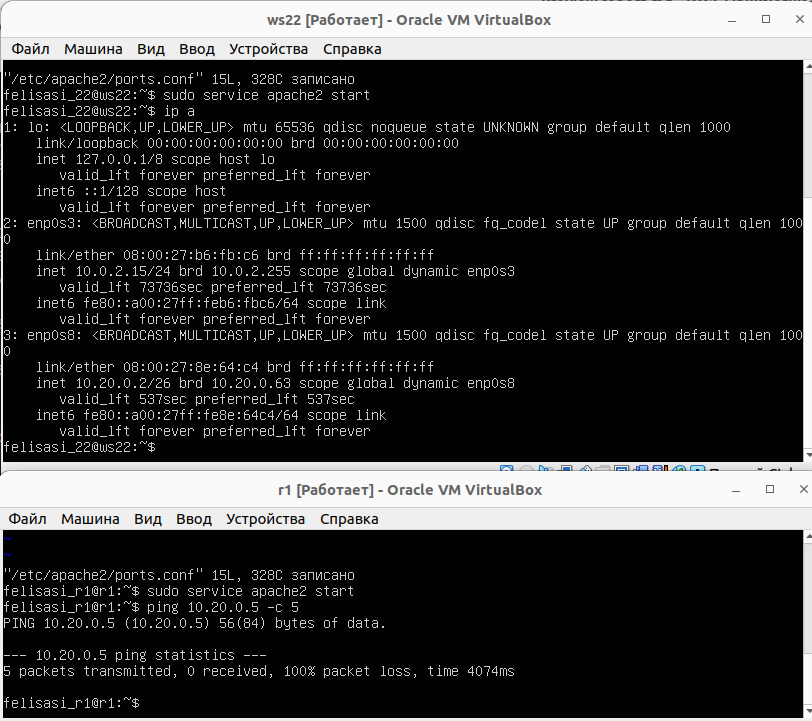 ws22 [Работает] - Oracle VM VirtualBox
Файл Машина Вид Ввод Устройства Справка
"/etc/apache2/ports.conf" 15L, 328C записано
felisasi_22@ws22:~$ sudo service apache2 start
felisasi_22@ws22:~$ ip a
1: lo: <LOOPBACK,UP,LOWER_UP> mtu 65536 qdisc noqueue state UNKNOWN group default qlen 1000
link/loopback 00:00:00:00:00:00 brd 00:00:00:00:00:00
inet 127.0.0.1/8 scope host lo
valid_lft forever preferred_lft forever
inet6 ::1/128 scope host
valid_lft forever preferred_lft forever
2: enp0s3: <BROADCAST,MULTICAST,UP,LOWER_UP> mtu 1500 qdisc fq_codel state UP group default qlen 100
0
link/ether 08:00:27:b6:fb:c6 brd ff:ff:ff:ff:ff:ff
inet 10.0.2.15/24 brd 10.0.2.255 scope global dynamic enp0s3
valid_lft 73736sec preferred_lft 73736sec
inet6 fe80::a00:27ff:feb6:fbc6/64 scope link
valid_lft forever preferred_lft forever
3: enp0s8: <BROADCAST,MULTICAST,UP,LOWER_UP> mtu 1500 qdisc fq_codel state UP group default qlen 100
0
link/ether 08:00:27:8e:64:c4 brd ff:ff:ff:ff:ff:ff
inet 10.20.0.2/26 brd 10.20.0.63 scope global dynamic enp0s8
valid_lft 537sec preferred_lft 537sec
inet6 fe80::a00:27ff:fe8e:64c4/64 scope link
valid_lft forever preferred_lft forever
felisasi_22@ws22:~$
r1 [Работает] - Oracle VM VirtualBox
Файл Машина Вид Ввод Устройства Справка
"/etc/apache2/ports.conf" 15L, 328C записано
felisasi_r1@r1:~$ sudo service apache2 start
felisasi_r1@r1:~$ ping 10.20.0.5 -c 5
PING 10.20.0.5 (10.20.0.5) 56(84) bytes of data.
--- 10.20.0.5 ping statistics ---
5 packets transmitted, 0 received, 100% packet loss, time 4074ms
felisasi_r1@r1:~$